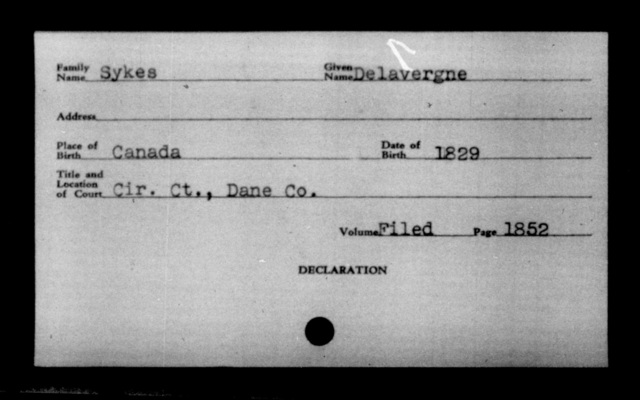 Family Name Sykes Given Name Delavergne
Address
Place of Birth Canada Date of Birth 1829
Title and Location of Court Cir. Ct., Dane Co.
Volume Filed Page 1852
DECLARATION